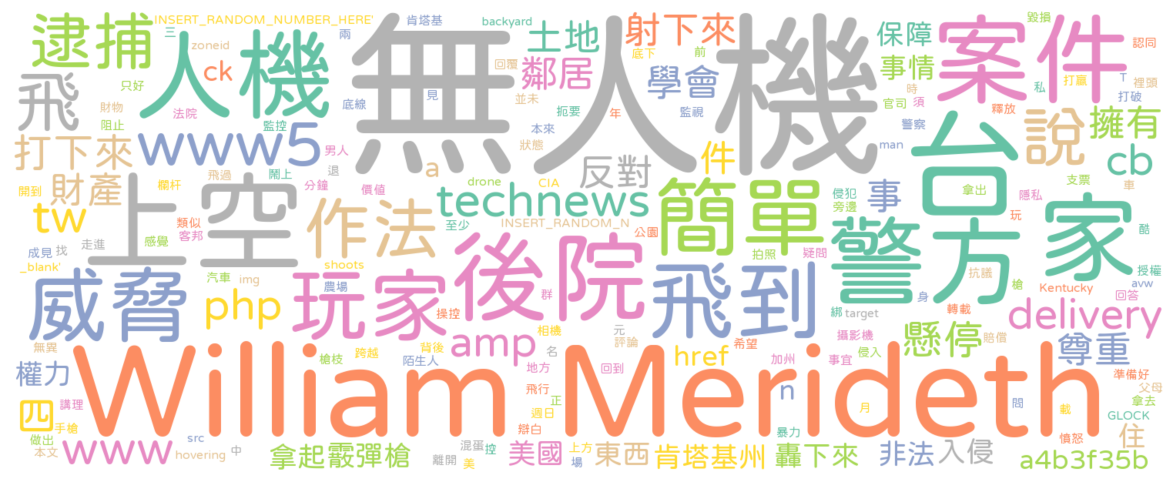 INSERT_RANDOM_NUMBER_HERE'
肯塔基
backyard
毀損
逮捕
三
zoneid
人機
ck
無人機
兩
回覆
土地
鄰居
射下來
底下
前
學會
保障
事情
案件
私
認同
打贏
T
裡頭
打破
飛
只好
財物
阻止
法院
監控
底線
見
並未
本來
扼要
年
監視
官司
時
須
釋放
警察
說
擁有
打下來
www5
男人
這
狀態
件
man
台
cb
財產
飛過
鬧上
a
反對
drone
CIA
簡單
侵犯
旁邊
事
拿出
隱私
支票
車
tw
上空
瞄杆
分鐘
價值
開到
類似
客邦
作法
technews
至少
INSERT_RANDOM_N
公園
警方
家
玩
酷
成見
找
走進
感覺
_blank'
img
shoots
後院
拍照
疑問
抗議
授權
avw
威脅
汽車
php
農場
玩家
群
飛到
身
槍
Kentucky
回答
操控
綁
target
轉載
delivery
無異
背後
amp
相機
元
評論
希望
攝影機
懸停
賠償
尊重
權力
槍枝
跨越
陌生人
名
地方
回到
href
加州
事宜
侵入
準備好
父母
William Merideth
n
四
講理
手槍
飛行
正
週日
辯白
月
問
載
拿去
GLOCK
做出
本文
www
src
hovering
中
拿起霰彈槍
混蛋
控
離開
美
美國
上方
場
東西
肯塔基州
暴力
轟下來
非法
入侵
憤怒
住
a4b3f35b